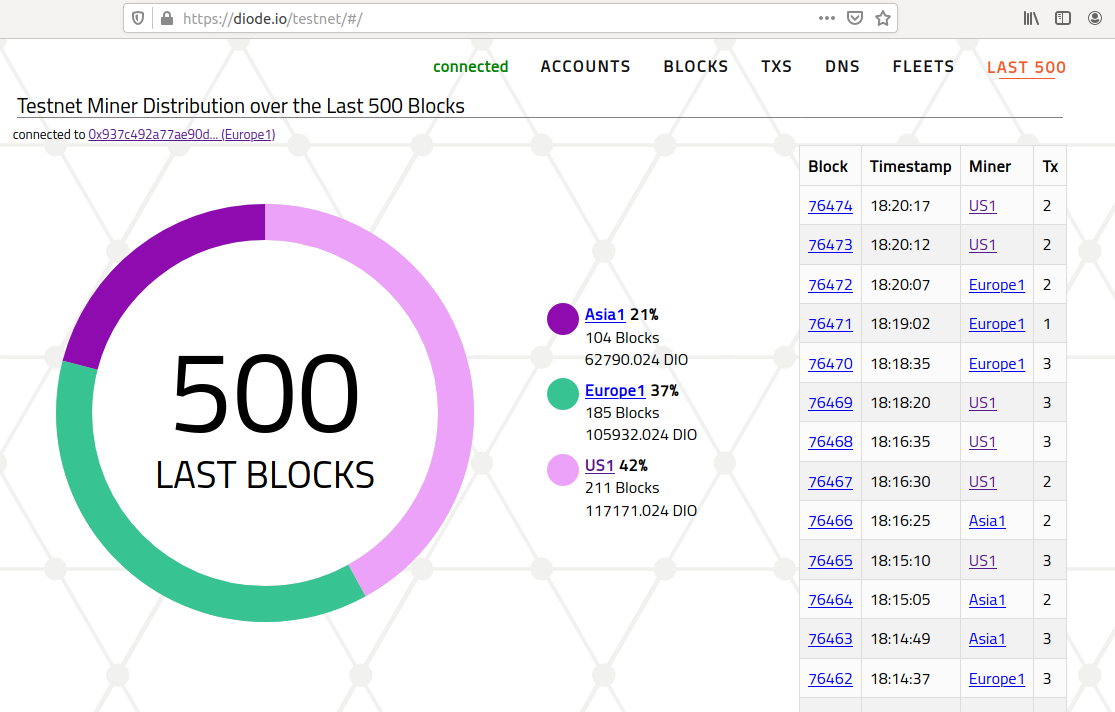 https://diode.io/testnet/#/
connected ACCOUNTS BLOCKS TXS DNS FLEETS LAST 500
Testnet Miner Distribution over the Last 500 Blocks
connected to 0x937c492a77ae90d... (Europe1)
500
LAST BLOCKS
Asia1 21%
104 Blocks
62790.024 DIO
Europe1 37%
185 Blocks
105932.024 DIO
US1 42%
211 Blocks
117171.024 DIO
Block Timestamp Miner Tx
76474 18:20:17 US1 2
76473 18:20:12 US1 2
76472 18:20:07 Europe1 2
76471 18:19:02 Europe1 1
76470 18:18:35 Europe1 3
76469 18:18:20 US1 3
76468 18:16:35 US1 3
76467 18:16:30 US1 2
76466 18:16:25 Asia1 2
76465 18:15:10 US1 3
76464 18:15:05 Asia1 2
76463 18:14:49 Asia1 3
76462 18:14:37 Europe1 3